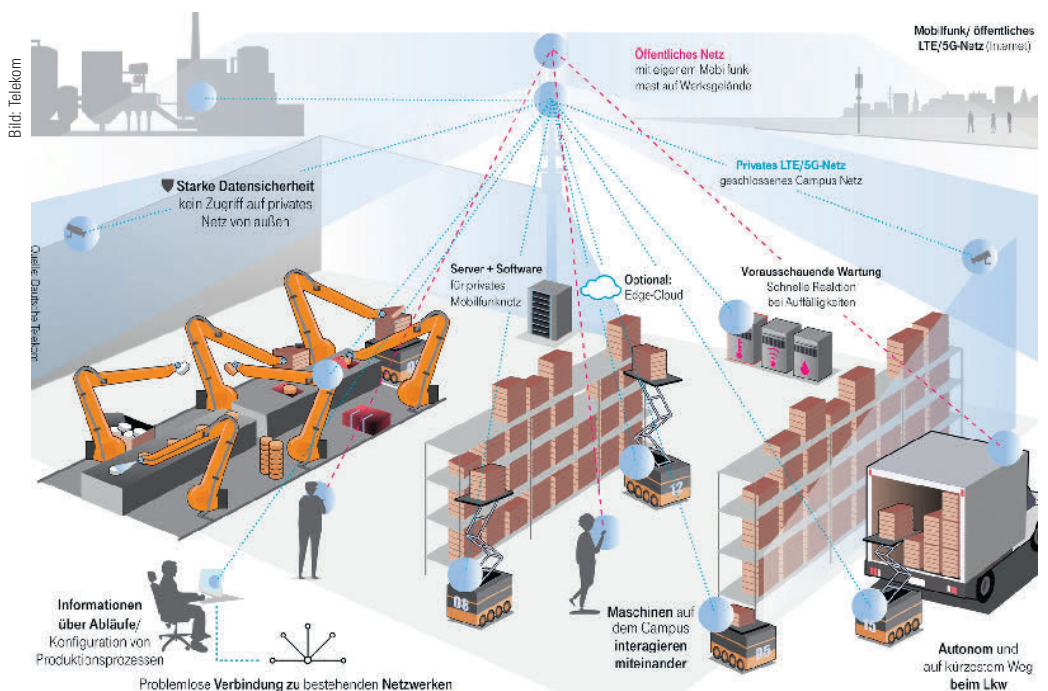 Bild: Telekom
Quelle: Deutsche Telekom
Öffentliches Netz
mit eigenem Mobilfunk-
mast auf Werksgelände
Mobilfunk/ öffentliches
LTE/5G-Netz (Internet)
Starke Datensicherheit
kein Zugriff auf privates
Netz von außen
Privates LTE/5G-Netz
geschlossenes Campus Netz
Server + Software
für privates
Mobilfunknetz
Optional:
Edge-Cloud
Vorausschauende Wartung
Schnelle Reaktion
bei Auffälligkeiten
12
08
05
Informationen
über Abläufe/
Konfiguration von
Produktionsprozessen
Problemlose Verbindung zu bestehenden Netzwerken
Maschinen auf
dem Campus
interagieren
miteinander
Autonom und
auf kürzestem Weg
beim Lkw